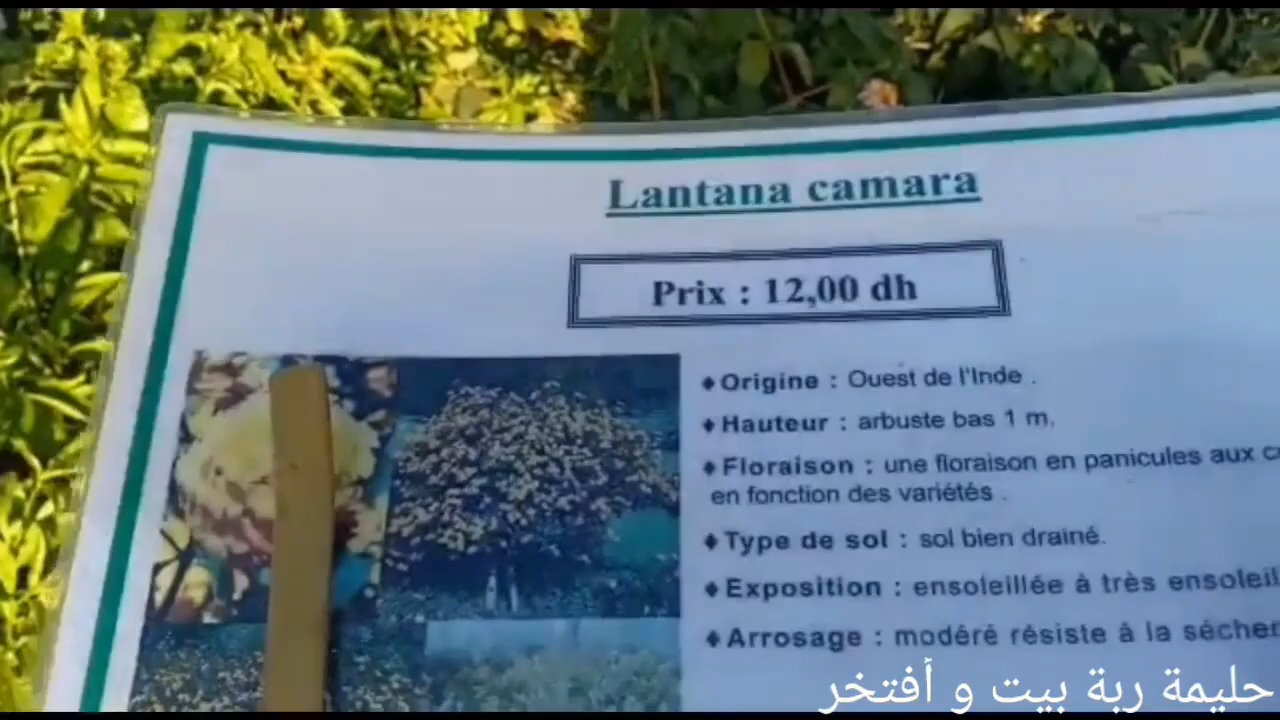 Lantana camara
Prix : 12,00 dh
♦Origine : Ouest de l'Inde .
♦Hauteur : arbuste bas 1 m.
♦Floraison : une floraison en panicules aux
en fonction des variétés .
♦Type de sol : sol bien drainé.
♦Exposition : ensoleillée à très
♦Arrosage : modéré résiste à la
حليمة ربة بيت و أفتخر